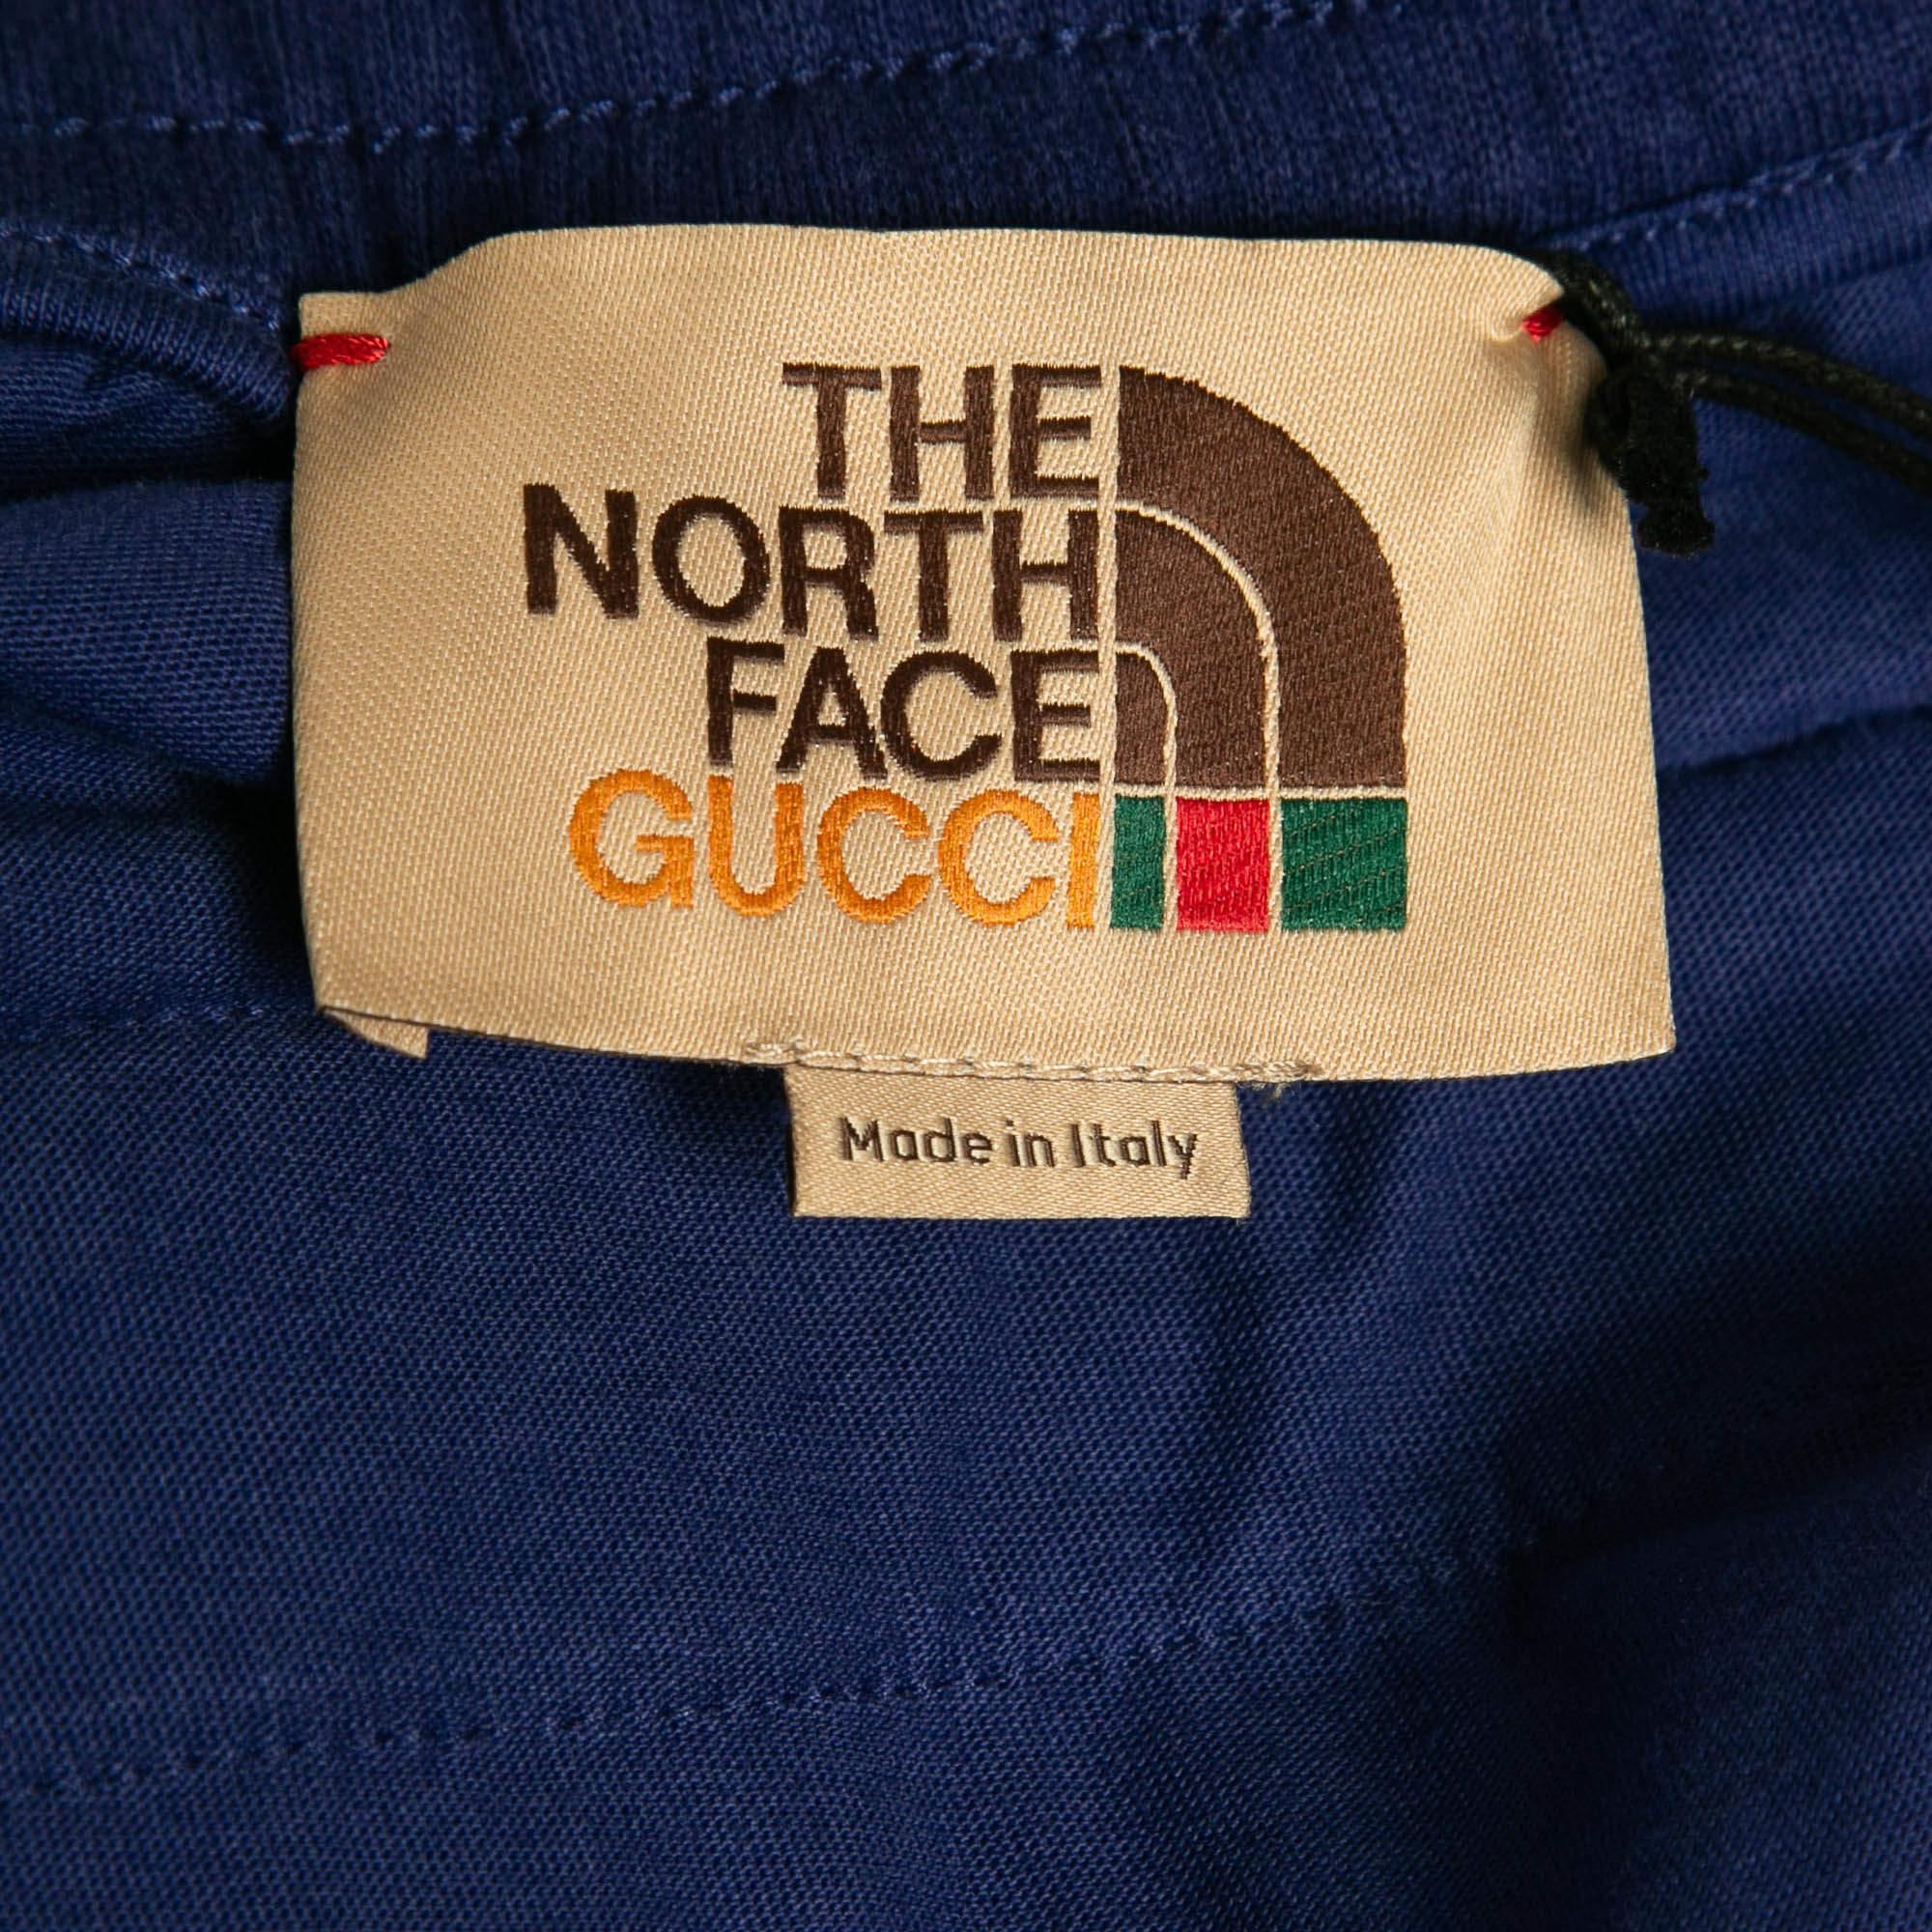 THE
NORTH
FACE
GUCCI
Made in Italy